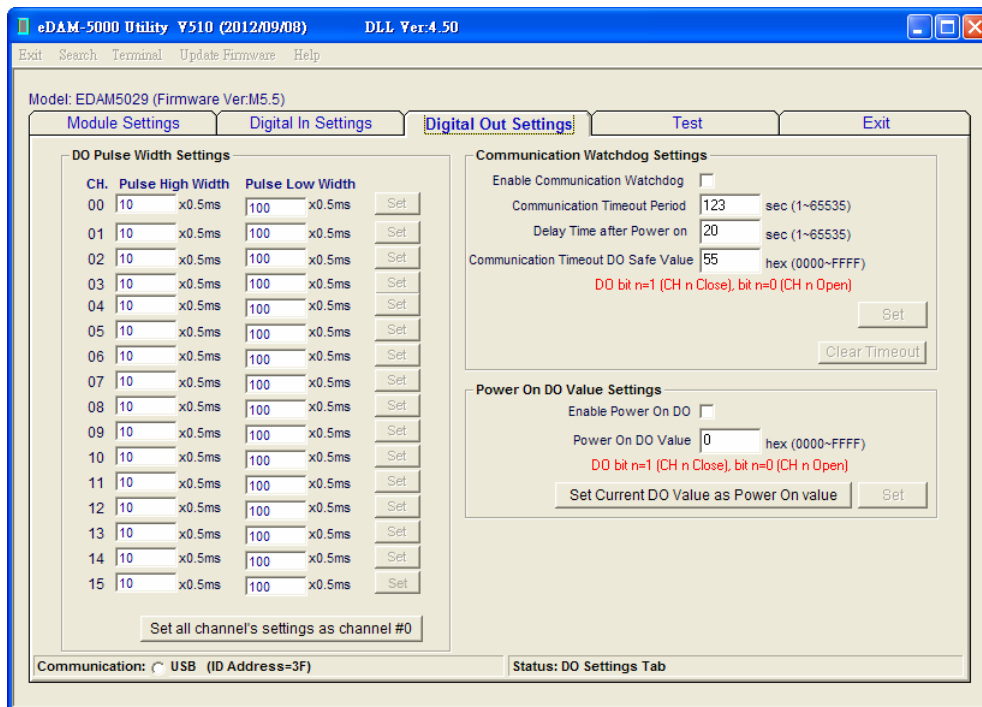 eDAM-5000 Utility V510 (2012/09/08) DLL Ver:4.50
Exit Search Terminal Update Firmware Help
Model: EDAM5029 (Firmware Ver:M5.5)
Module Settings Digital In Settings Digital Out Settings Test Exit
DO Pulse Width Settings
CH. Pulse High Width Pulse Low Width
00 10 x0.5ms 100 x0.5ms Set
01 10 x0.5ms 100 x0.5ms Set
02 10 x0.5ms 100 x0.5ms Set
03 10 x0.5ms 100 x0.5ms Set
04 10 x0.5ms 100 x0.5ms Set
05 10 x0.5ms 100 x0.5ms Set
06 10 x0.5ms 100 x0.5ms Set
07 10 x0.5ms 100 x0.5ms Set
08 10 x0.5ms 100 x0.5ms Set
09 10 x0.5ms 100 x0.5ms Set
10 10 x0.5ms 100 x0.5ms Set
11 10 x0.5ms 100 x0.5ms Set
12 10 x0.5ms 100 x0.5ms Set
13 10 x0.5ms 100 x0.5ms Set
14 10 x0.5ms 100 x0.5ms Set
15 10 x0.5ms 100 x0.5ms Set
Set all channel's settings as channel #0
Communication Watchdog Settings
Enable Communication Watchdog
Communication Timeout Period 123 sec (1~65535)
Delay Time after Power on 20 sec (1~65535)
Communication Timeout DO Safe Value 55 hex (0000~FFFF)
DO bit n=1 (CH n Close), bit n=0 (CH n Open)
Set
Clear Timeout
Power On DO Value Settings
Enable Power On DO
Power On DO Value 0 hex (0000~FFFF)
DO bit n=1 (CH n Close), bit n=0 (CH n Open)
Set Current DO Value as Power On value Set
Communication: USB (ID Address=3F) Status: DO Settings Tab